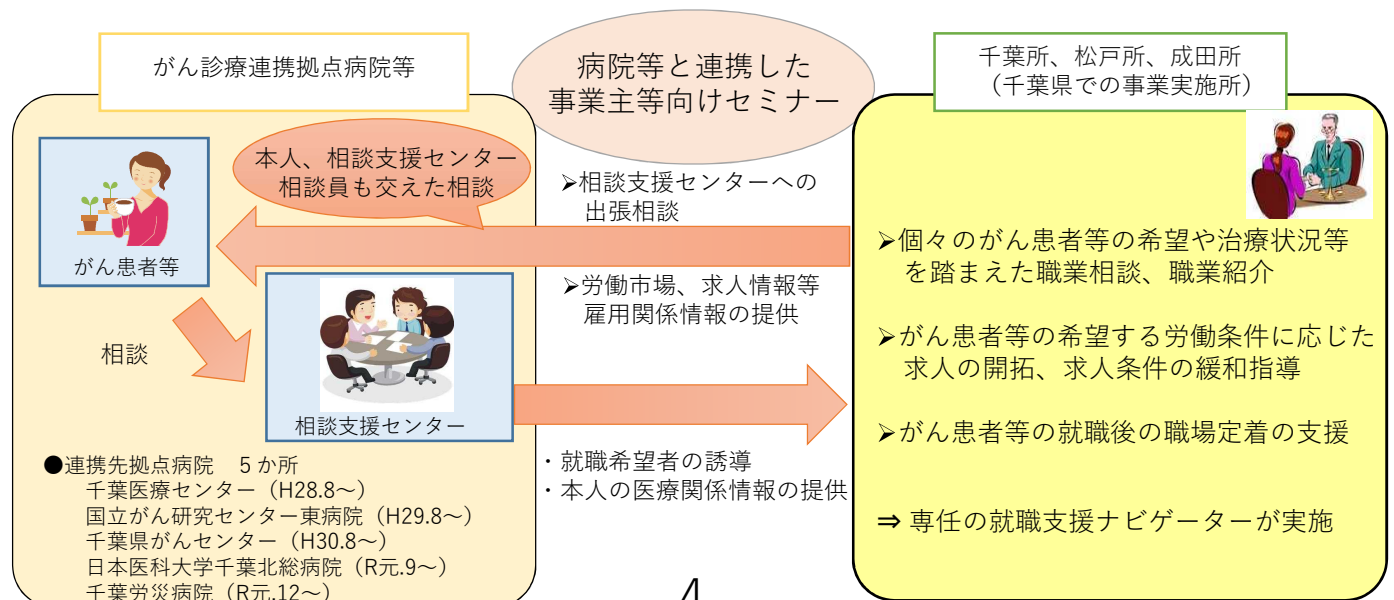 がん診療連携拠点病院等
病院等と連携した
事業主等向けセミナー
千葉所、松戸所、成田所
（千葉県での事業実施所）
本人、相談支援センター
相談員も交えた相談
がん患者等
相談
相談支援センター
➢相談支援センターへの
出張相談
➢労働市場、求人情報等
雇用関係情報の提供
・就職希望者の誘導
・本人の医療関係情報の提供
●連携先拠点病院　５か所
千葉医療センター（H28.8～）
国立がん研究センター東病院（H29.8～）
千葉県がんセンター（H30.8～）
日本医科大学千葉北総病院（R元.9～）
千葉労災病院（R元.12～）
➢個々のがん患者等の希望や治療状況等
を踏まえた職業相談、職業紹介
➢がん患者等の希望する労働条件に応じた
求人の開拓、求人条件の緩和指導
➢がん患者等の就職後の職場定着の支援
⇒ 専任の就職支援ナビゲーターが実施
4